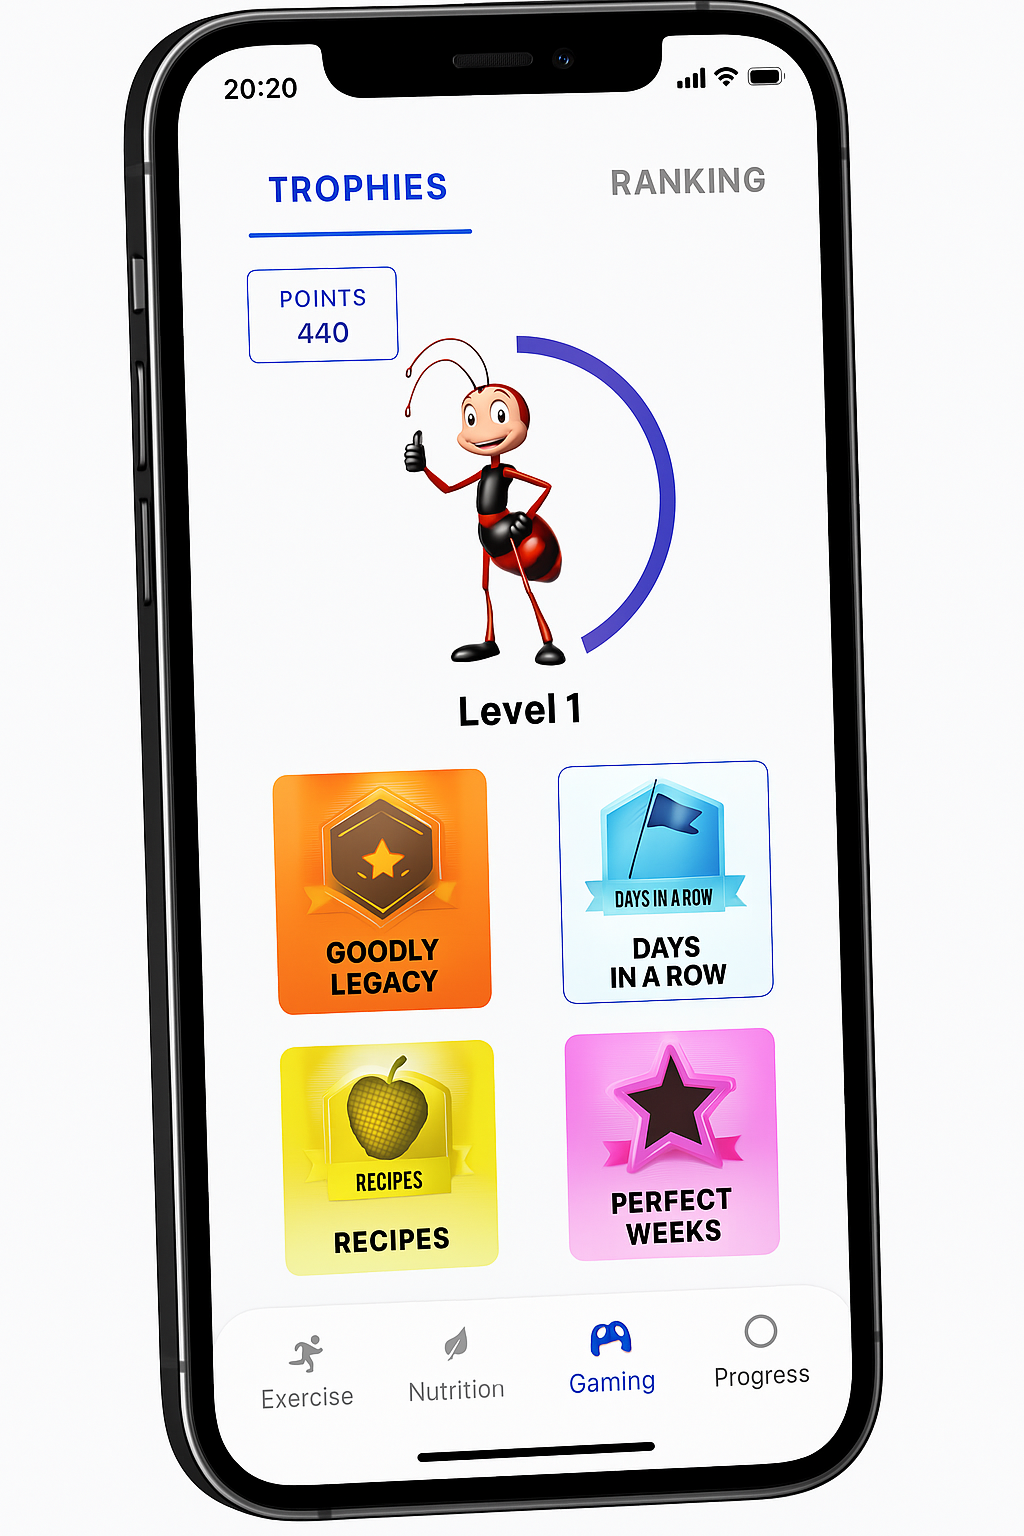 20:20
TROPHIES
RANKING
POINTS
440
Level 1
GOODLY
LEGACY
DAYS IN A ROW
DAYS
IN A ROW
RECIPES
RECIPES
PERFECT
WEEKS
Exercise
Nutrition
Gaming
Progress